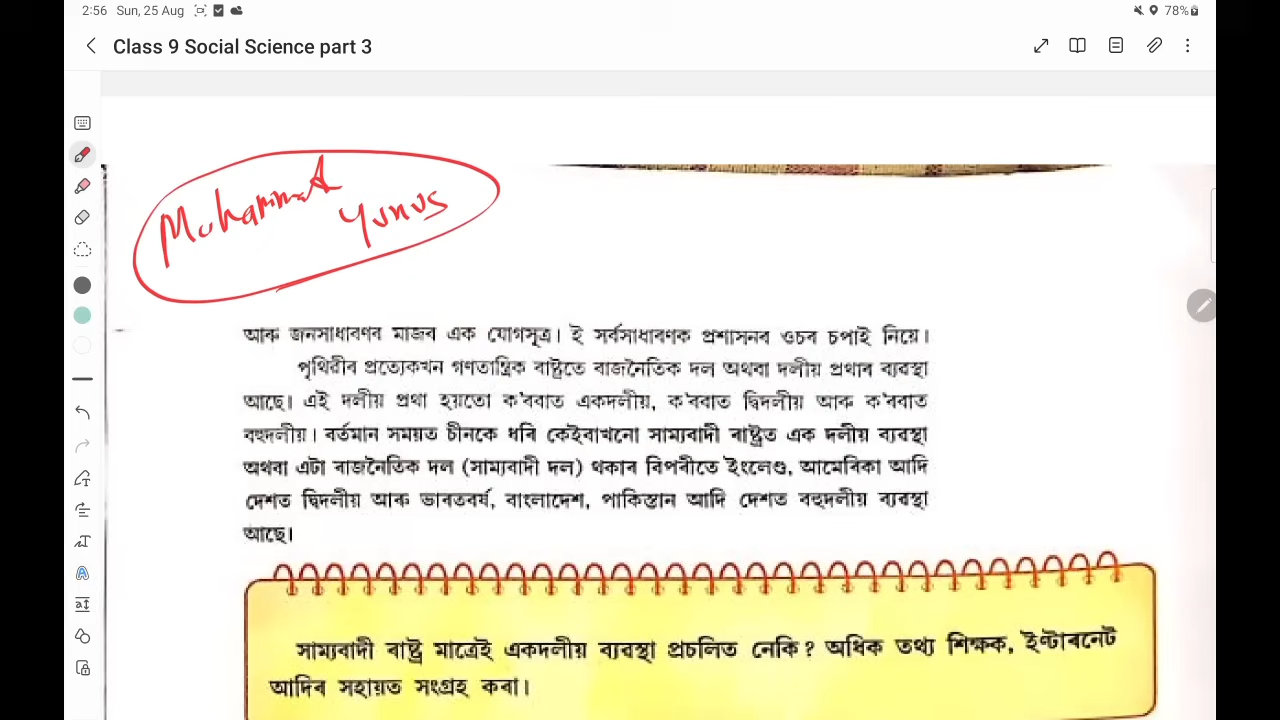 2:56 Sun, 25 Aug
78%
Class 9 Social Science part 3
Mohammad
Yunus
আৰু জনসাধাৰণৰ মাজৰ এক যোগসূত্ৰ। ই সৰ্বসাধাৰণক প্ৰশাসনৰ ওচৰ চপাই নিয়ে।
পৃথিৱীৰ প্ৰত্যেকখন গণতান্ত্ৰিক ৰাষ্ট্ৰতে ৰাজনৈতিক দল অথবা দলীয় প্ৰথাৰ ব্যৱস্থা
আছে। এই দলীয় প্ৰথা হয়তো ক'ৰবাত একদলীয়, ক'ৰবাত দ্বিদলীয় আৰু ক'ৰবাত
বহুদলীয়। বৰ্তমান সময়ত চীনকে ধৰি কেইবাখনো সাম্যবাদী ৰাষ্ট্ৰত এক দলীয় ব্যৱস্থা
অথবা এটা ৰাজনৈতিক দল (সাম্যবাদী দল) থকাৰ বিপৰীতে ইংলেণ্ড, আমেৰিকা আদি
দেশত দ্বিদলীয় আৰু ভাৰতবৰ্ষ, বাংলাদেশ, পাকিস্তান আদি দেশত বহুদলীয় ব্যৱস্থা
আছে।
সাম্যবাদী ৰাষ্ট্ৰ মাত্ৰেই একদলীয় ব্যৱস্থা প্ৰচলিত নেকি? অধিক তথ্য শিক্ষক, ইণ্টাৰনেট
আদিৰ সহায়ত সংগ্ৰহ কৰা।